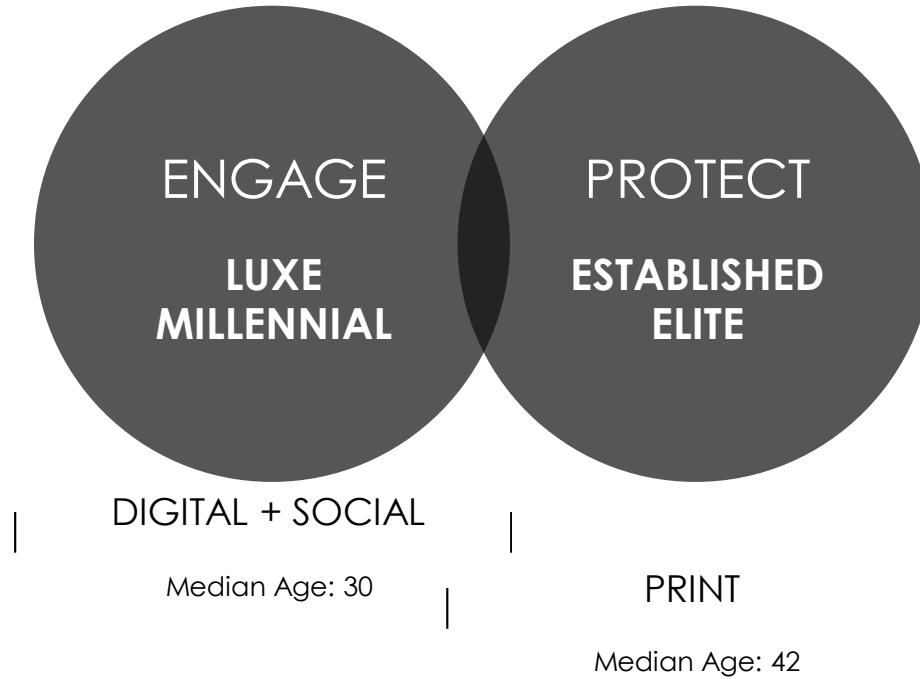 ENGAGE
LUXE
MILLENNIAL
PROTECT
ESTABLISHED
ELITE
DIGITAL + SOCIAL
Median Age: 30
PRINT
Median Age: 42